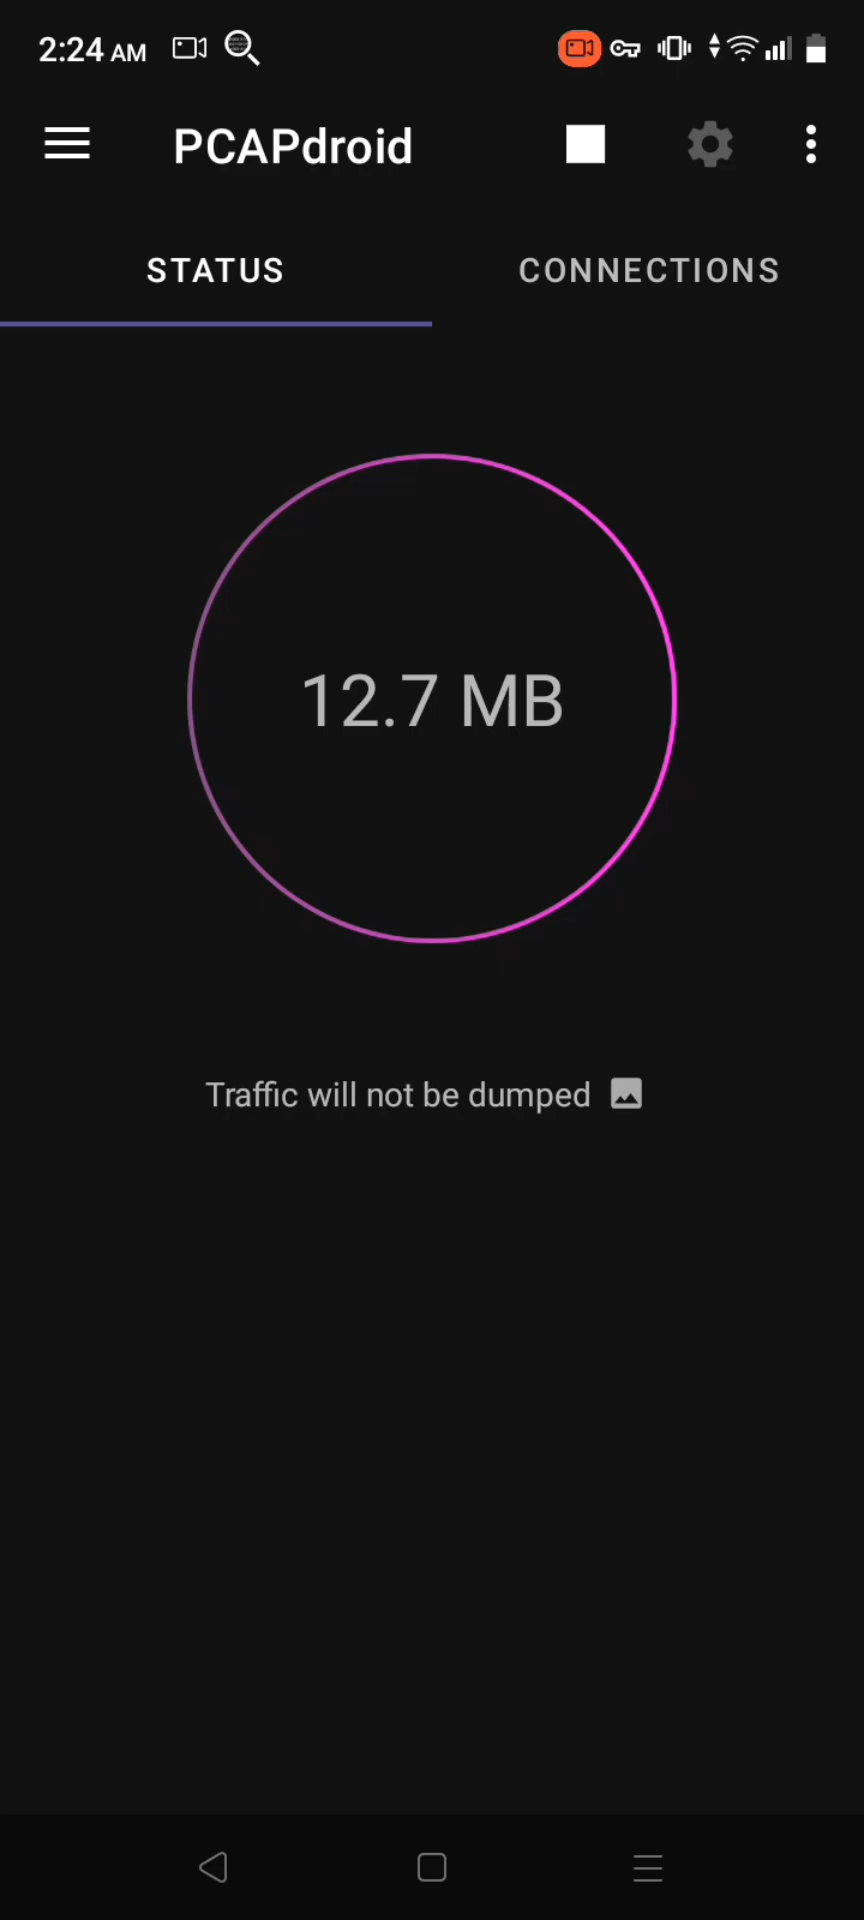 2:24 AM
PCAPdroid
STATUS
CONNECTIONS
12.7 MB
Traffic will not be dumped